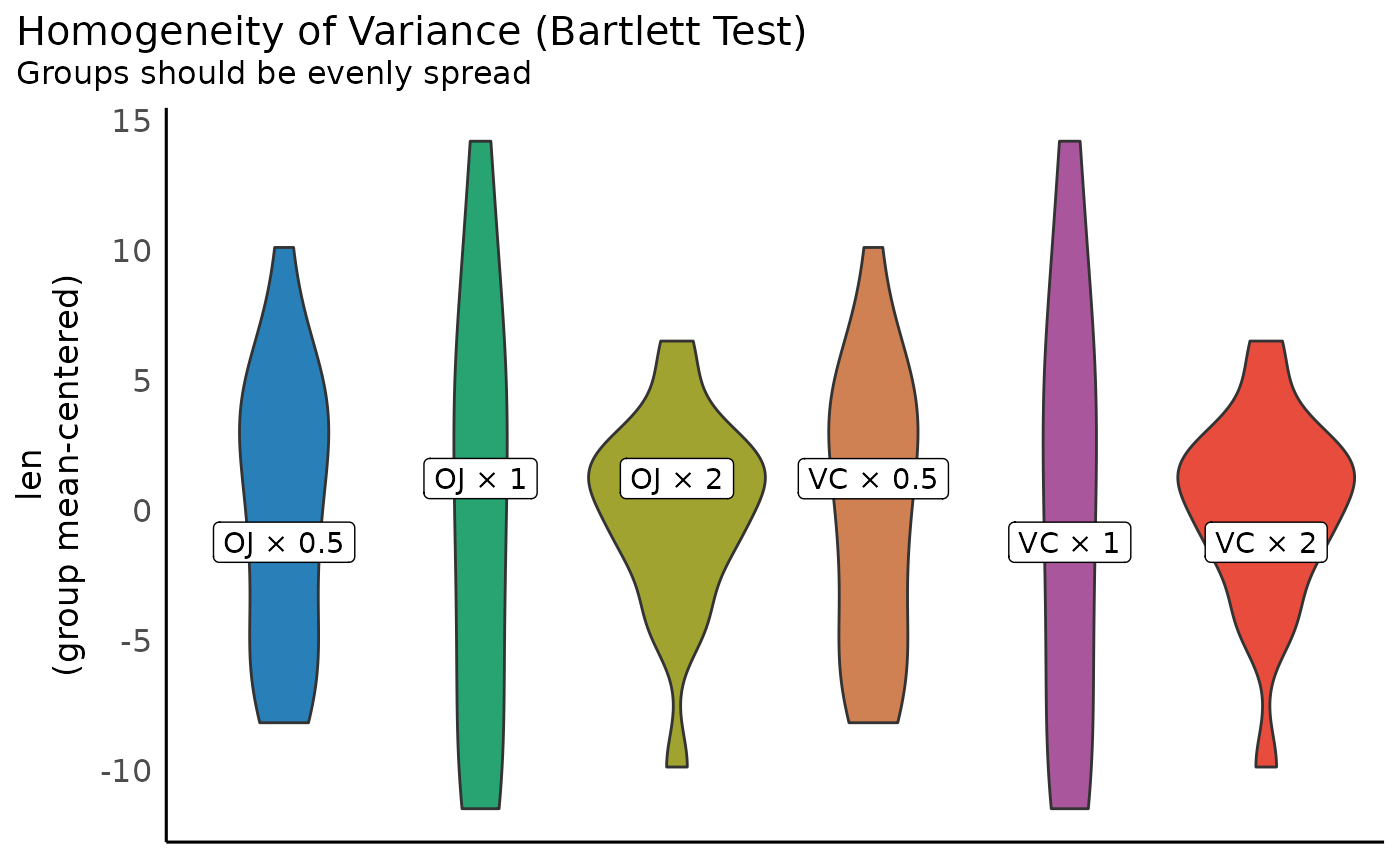 Homogeneity of Variance (Bartlett Test)
Groups should be evenly spread
15
10
5
0
-5
-10
len
(group mean-centered)
OJ × 0.5
OJ × 1
OJ × 2
VC × 0.5
VC × 1
VC × 2